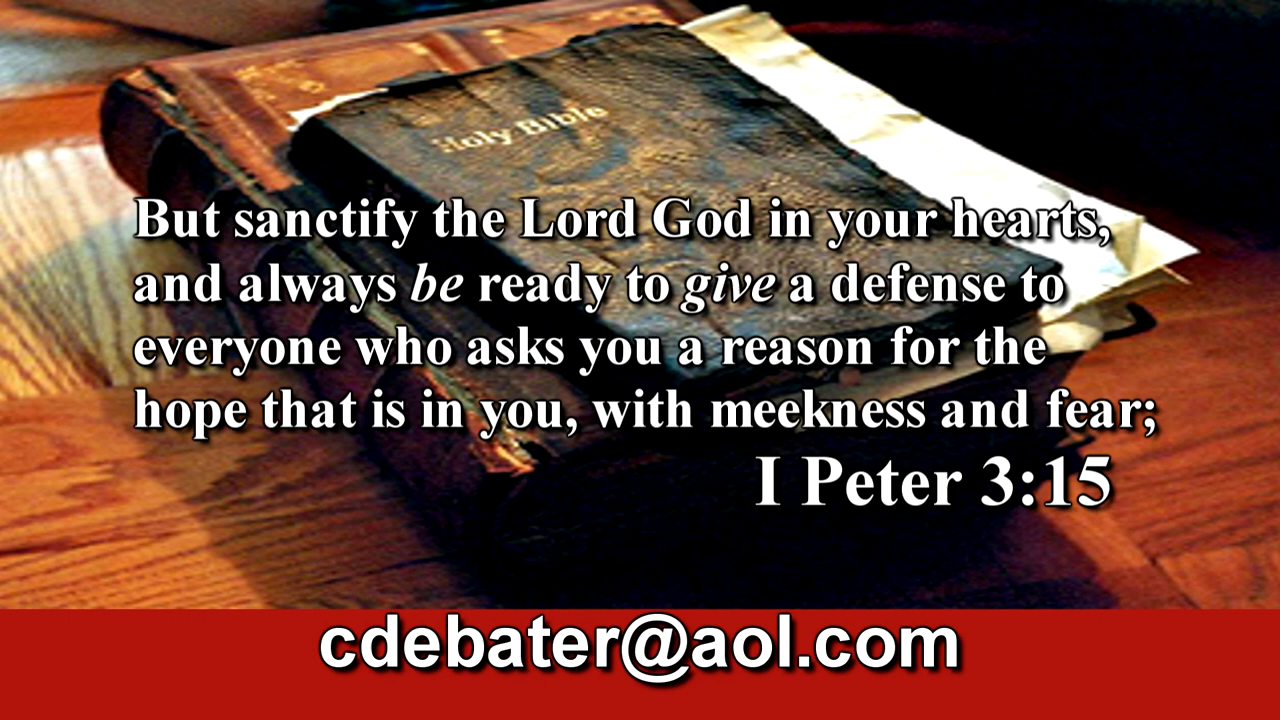 Holy Bible
But sanctify the Lord God in your hearts,
and always be ready to give a defense to
everyone who asks you a reason for the
hope that is in you, with meekness and fear;
I Peter 3:15
cdebater@aol.com